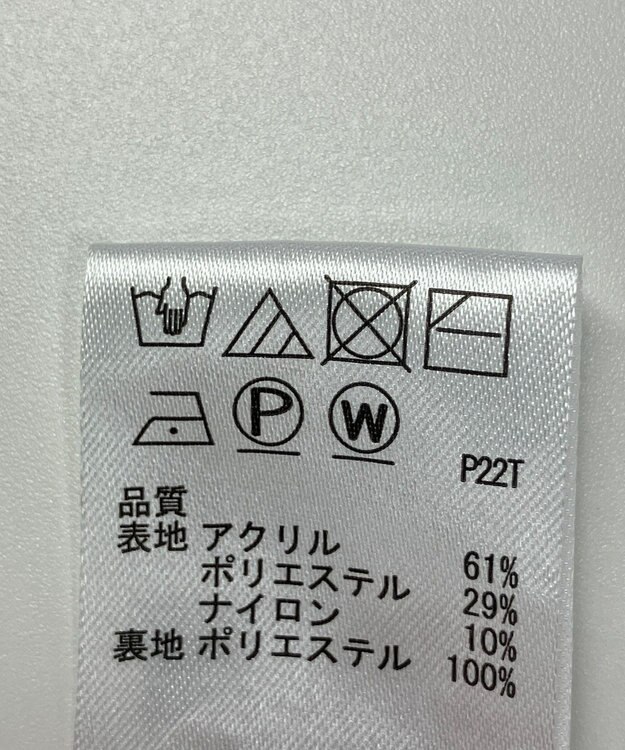 P W
P22T
品質
表地 アクリル 61%
ポリエステル 29%
ナイロン 10%
裏地 ポリエステル 100%